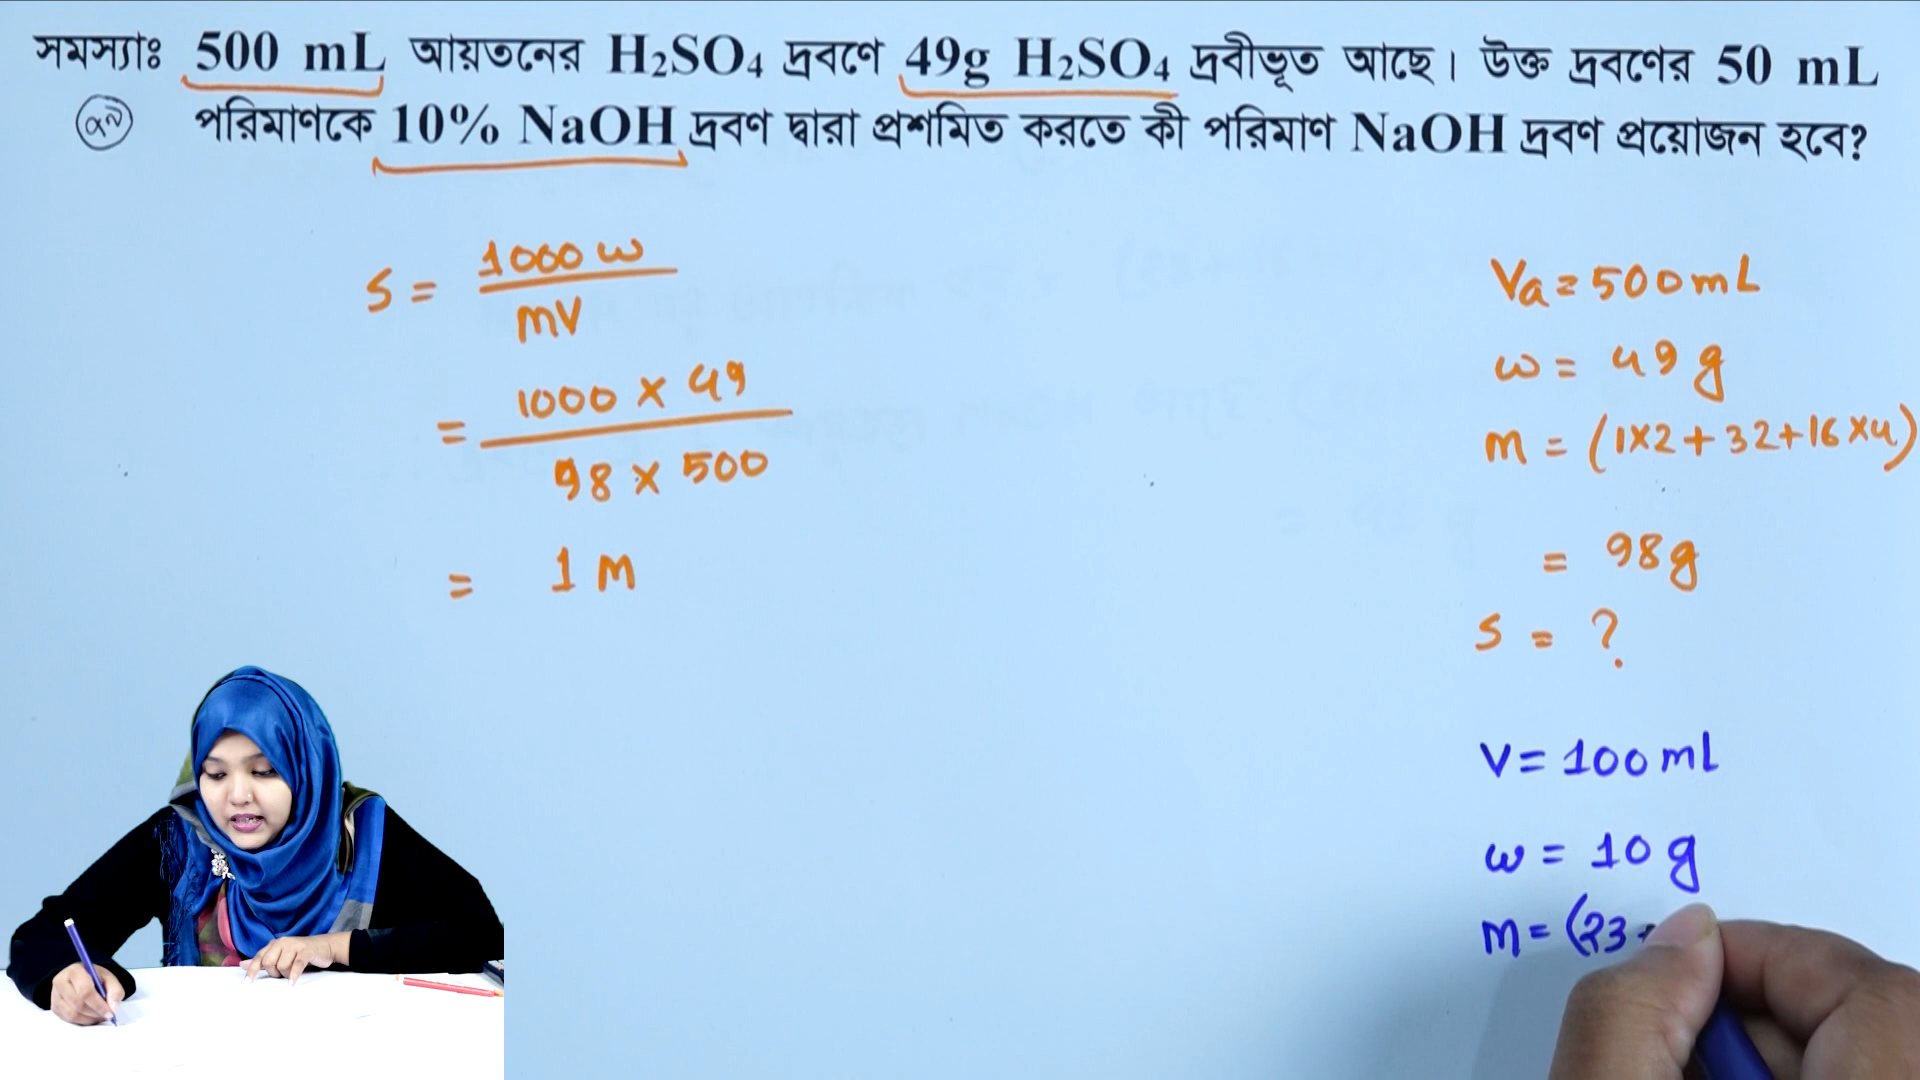 সমস্যাঃ 500 mL আয়তনের H₂SO₄ দ্রবণে 49g H₂SO₄ দ্রবীভূত আছে। উক্ত দ্রবণের 50 mL
পরিমাণকে 10% NaOH দ্রবণ দ্বারা প্রশমিত করতে কী পরিমাণ NaOH দ্রবণ প্রয়োজন হবে?
S = 1000 w / mV
= 1000 × 49 / 98 × 500
= 1 M
Va = 500 mL
w = 49 g
m = (1×2 + 32 + 16 × 4)
= 98 g
S = ?
V = 100 mL
w = 10 g
m = (23 +